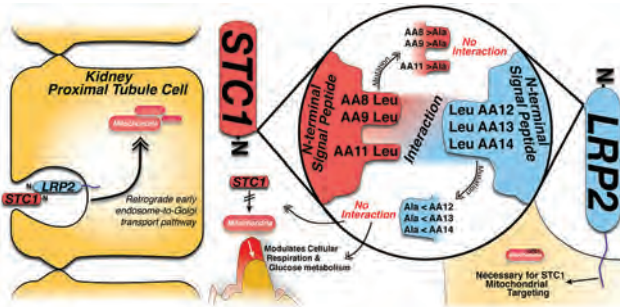 Kidney
Proximal Tubule Cell
Mitochondria
LRP2
N
STC1
N
Retrograde early
endosome-to-Golgi
transport pathway
STC1
N
N-terminal
Signal Peptide
AA8 Leu
AA9 Leu
AA11 Leu
Interaction
Mutation
AA8 >Ala
AA9 >Ala
AA11 >Ala
No
Interaction
N-terminal
Signal Peptide
Leu AA12
Leu AA13
Leu AA14
Mutation
Ala < AA12
Ala < AA13
Ala < AA14
No
Interaction
STC1
Mitochondria
Modulates Cellular
Respiration &
Glucose metabolism
N
LRP2
Mitochondria
Necessary for STC1
Mitochondrial
Targeting